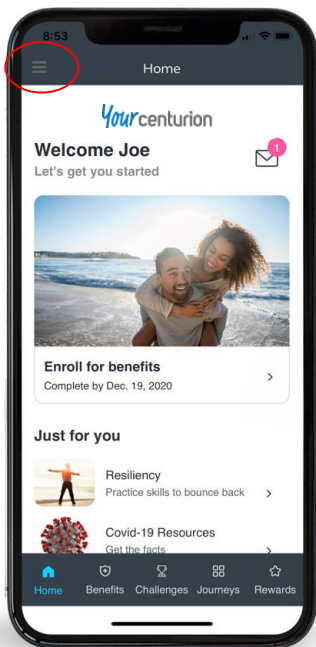 8:53
Home
Yourcenturion
Welcome Joe
1
Let's get you started
Enroll for benefits
Complete by Dec. 19, 2020
Just for you
Resiliency
Practice skills to bounce back
Covid-19 Resources
Get the facts
Home Benefits Challenges Journeys Rewards